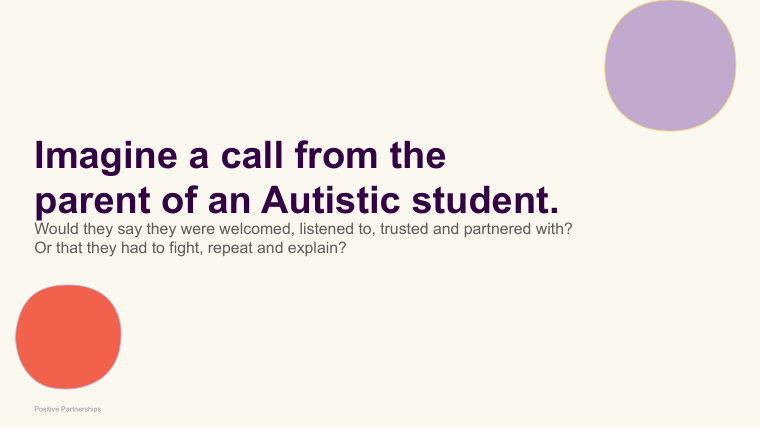 Imagine a call from the
parent of an Autistic student.
Would they say they were welcomed, listened to, trusted and partnered with?
Or that they had to fight, repeat and explain?
Positive Partnerships